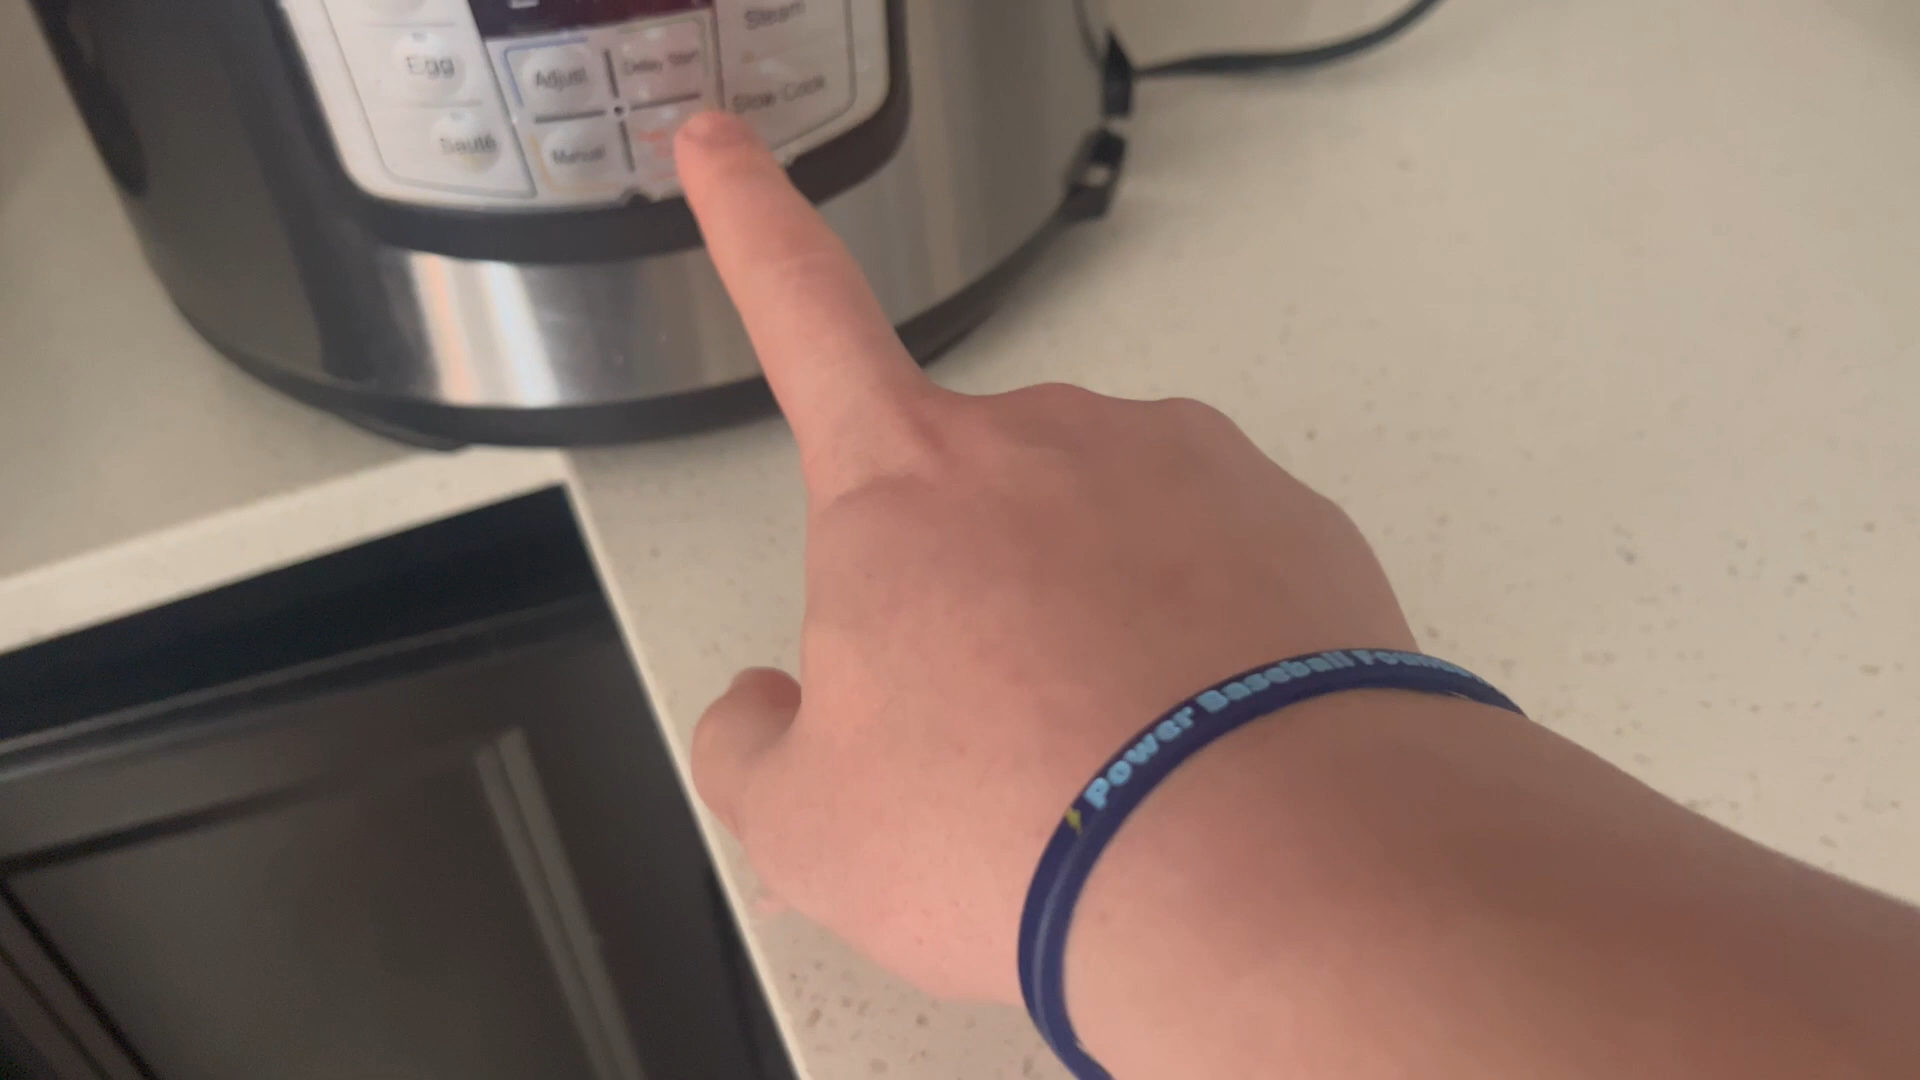 Steam
Egg
Adjust
Delay Start
Slow Cook
Sauté
Manual
Power Baseball